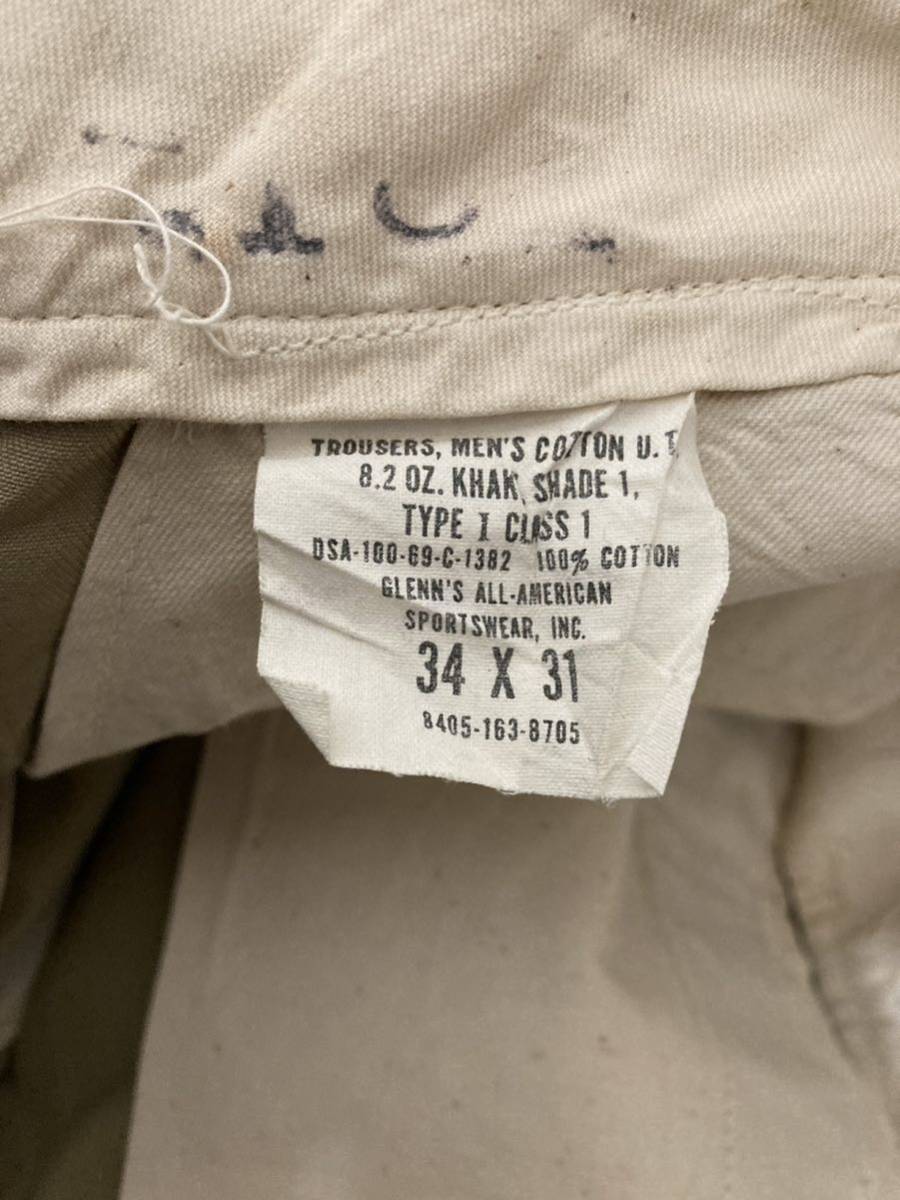 TROUSERS, MEN'S COTTON U. T.
8.2 OZ. KHAK, SHADE 1,
TYPE I CLASS 1
DSA-100-69-C-1382 100% COTTON
GLENN'S ALL-AMERICAN
SPORTSWEAR, INC.
34 X 31
8405-163-8705